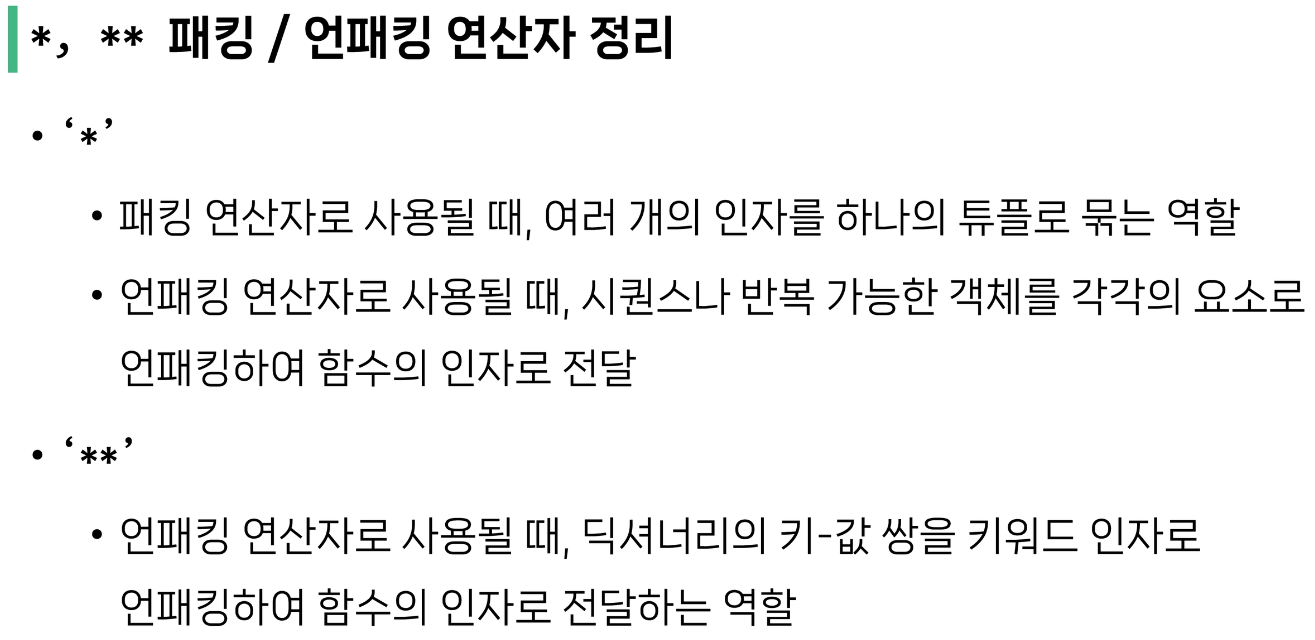 *, ** 패킹 / 언패킹 연산자 정리
• ‘*’
• 패킹 연산자로 사용될 때, 여러 개의 인자를 하나의 튜플로 묶는 역할
• 언패킹 연산자로 사용될 때, 시퀀스나 반복 가능한 객체를 각각의 요소로
언패킹하여 함수의 인자로 전달
• ‘**’
• 언패킹 연산자로 사용될 때, 딕셔너리의 키-값 쌍을 키워드 인자로
언패킹하여 함수의 인자로 전달하는 역할